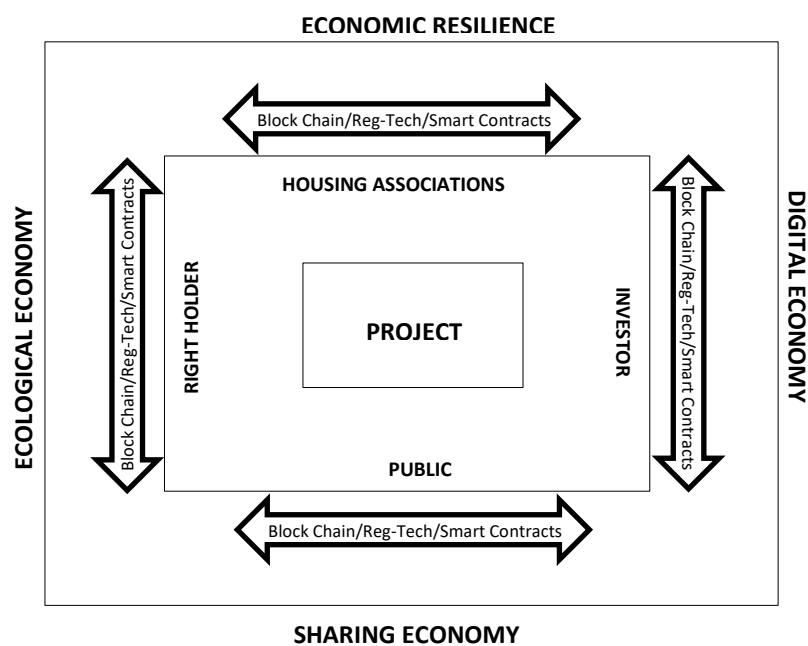 ECONOMIC RESILIENCE
Block Chain/Reg-Tech/Smart Contracts
HOUSING ASSOCIATIONS
ECOLOGICAL ECONOMY
Block Chain/Reg-Tech/Smart Contracts
RIGHT HOLDER
PROJECT
INVESTOR
Block Chain/Reg-Tech/Smart Contracts
DIGITAL ECONOMY
PUBLIC
Block Chain/Reg-Tech/Smart Contracts
SHARING ECONOMY